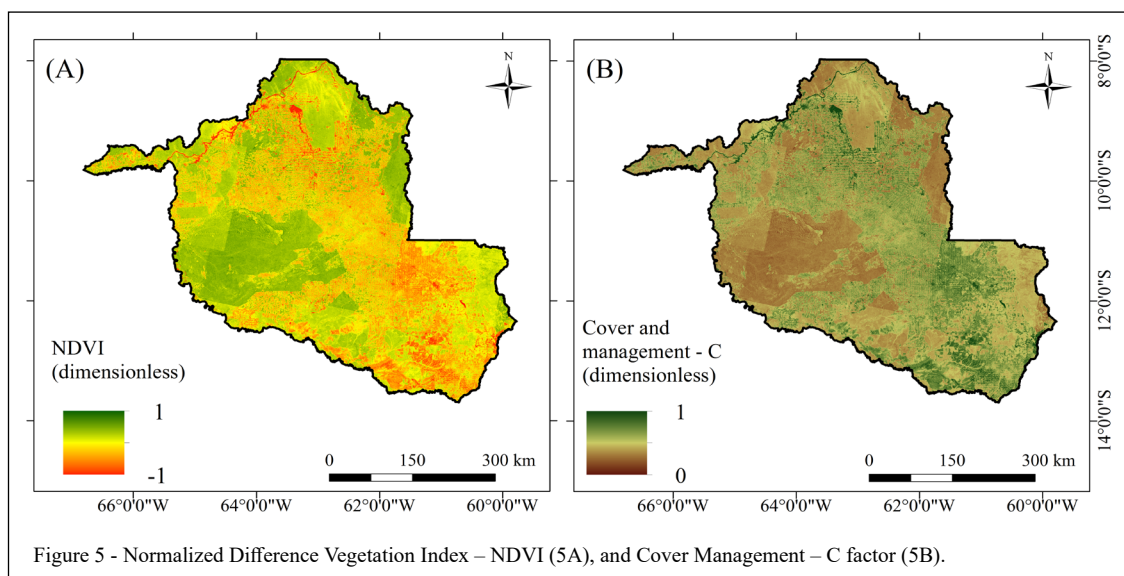 (A)
N
NDVI
(dimensionless)
1
-1
0 150 300 km
66°0'0"W 64°0'0"W 62°0'0"W 60°0'0"W
(B)
N
8°0'0"S
10°0'0"S
12°0'0"S
14°0'0"S
Cover and
management - C
(dimensionless)
1
0
0 150 300 km
66°0'0"W 64°0'0"W 62°0'0"W 60°0'0"W
Figure 5 - Normalized Difference Vegetation Index – NDVI (5A), and Cover Management – C factor (5B).